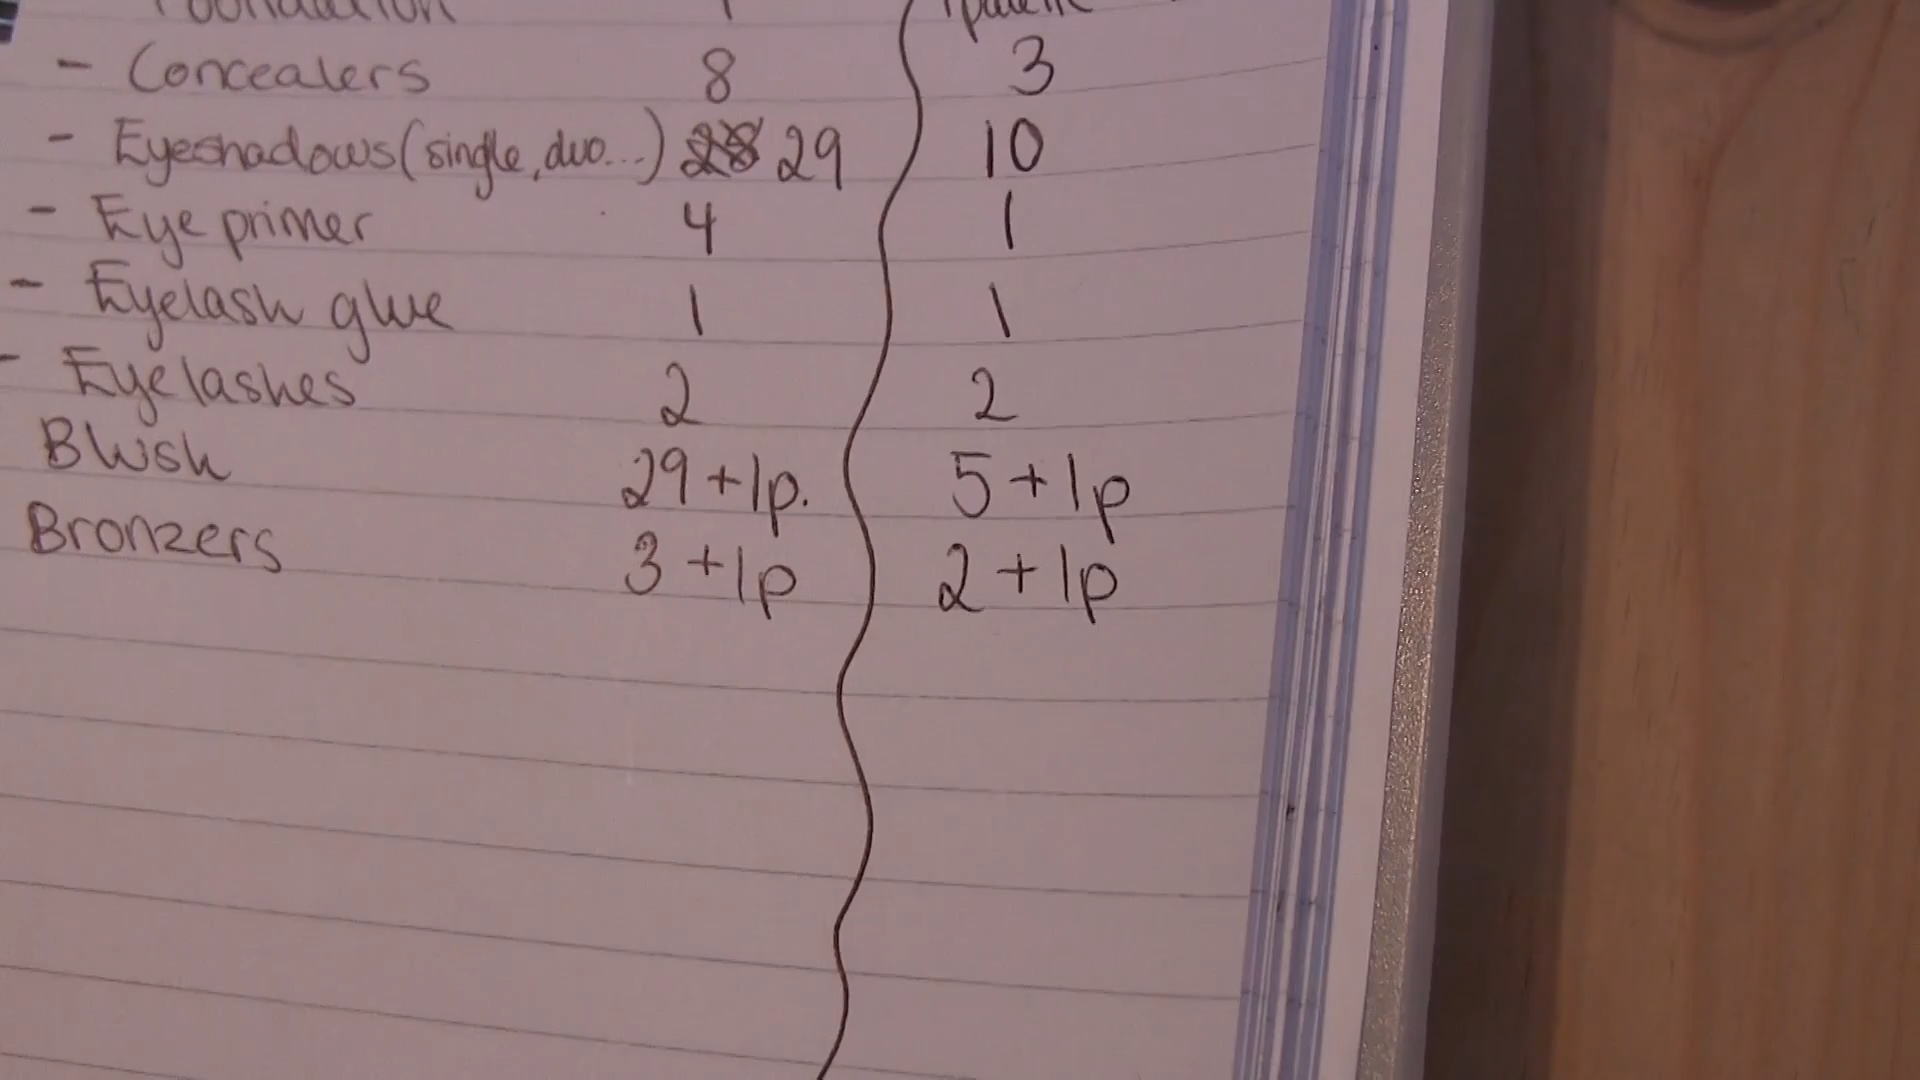 Foundation
- Concealers 8 3
- Eyeshadows (single, duo...) 28 29 10
- Eye primer 4 1
- Eyelash glue 1 1
- Eyelashes 2 2
Blush 29 + 1p. 5 + 1p
Bronzers 3 + 1p 2 + 1p